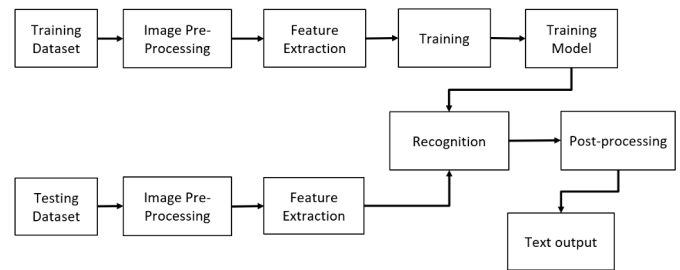 Training
Dataset
Image Pre-
Processing
Feature
Extraction
Training
Training
Model
Recognition
Post-processing
Testing
Dataset
Image Pre-
Processing
Feature
Extraction
Text output